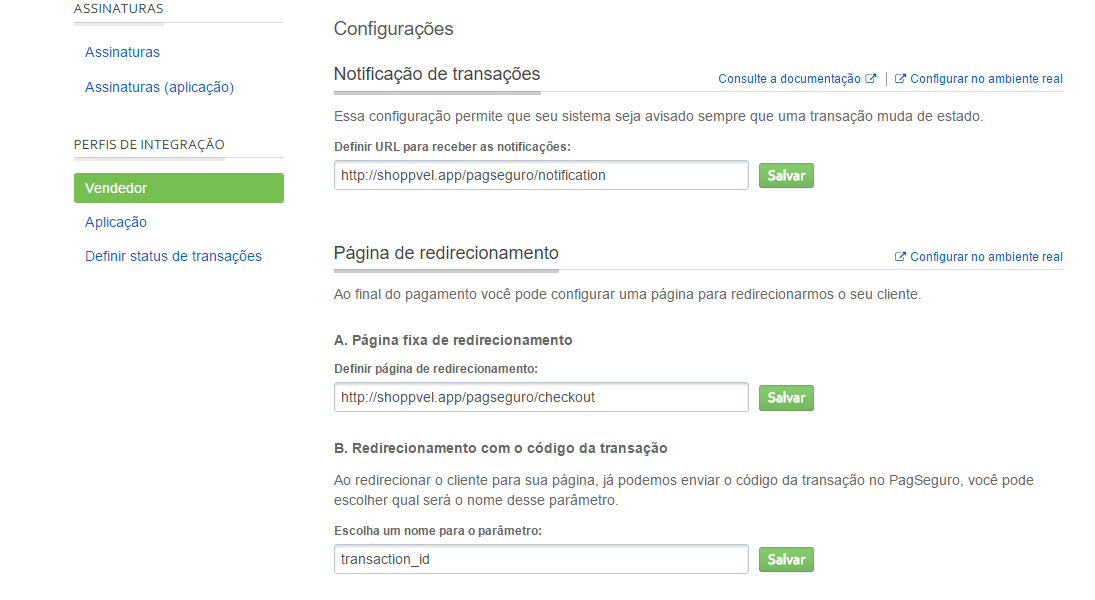 ASSINATURAS
Assinaturas
Assinaturas (aplicação)
PERFIS DE INTEGRAÇÃO
Vendedor
Aplicação
Definir status de transações
Configurações
Notificação de transações
Consulte a documentação | Configurar no ambiente real
Essa configuração permite que seu sistema seja avisado sempre que uma transação muda de estado.
Definir URL para receber as notificações:
http://shoppvel.app/pagseguro/notification Salvar
Página de redirecionamento
Configurar no ambiente real
Ao final do pagamento você pode configurar uma página para redirecionarmos o seu cliente.
A. Página fixa de redirecionamento
Definir página de redirecionamento:
http://shoppvel.app/pagseguro/checkout Salvar
B. Redirecionamento com o código da transação
Ao redirecionar o cliente para sua página, já podemos enviar o código da transação no PagSeguro, você pode
escolher qual será o nome desse parâmetro.
Escolha um nome para o parâmetro:
transaction_id Salvar